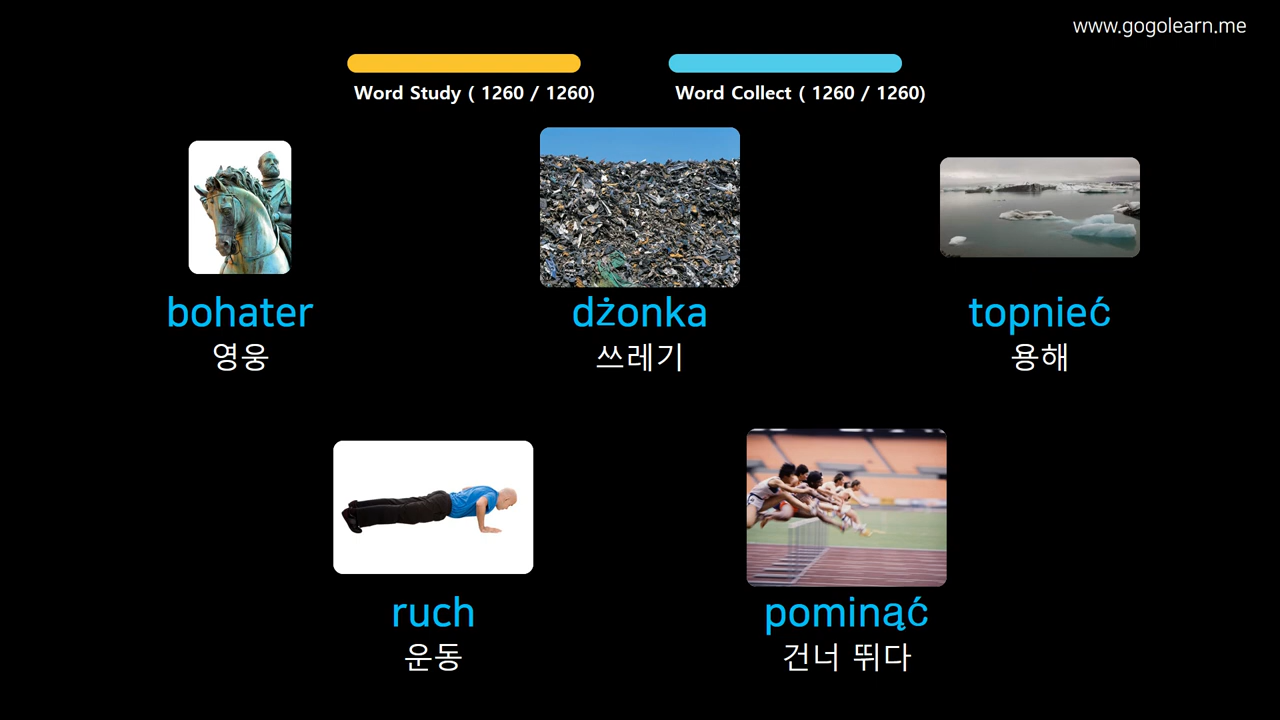 www.gogolearn.me
Word Study ( 1260 / 1260)
Word Collect ( 1260 / 1260)
bohater
영웅
dżonka
쓰레기
topnieć
용해
ruch
운동
pominąć
건너 뛰다